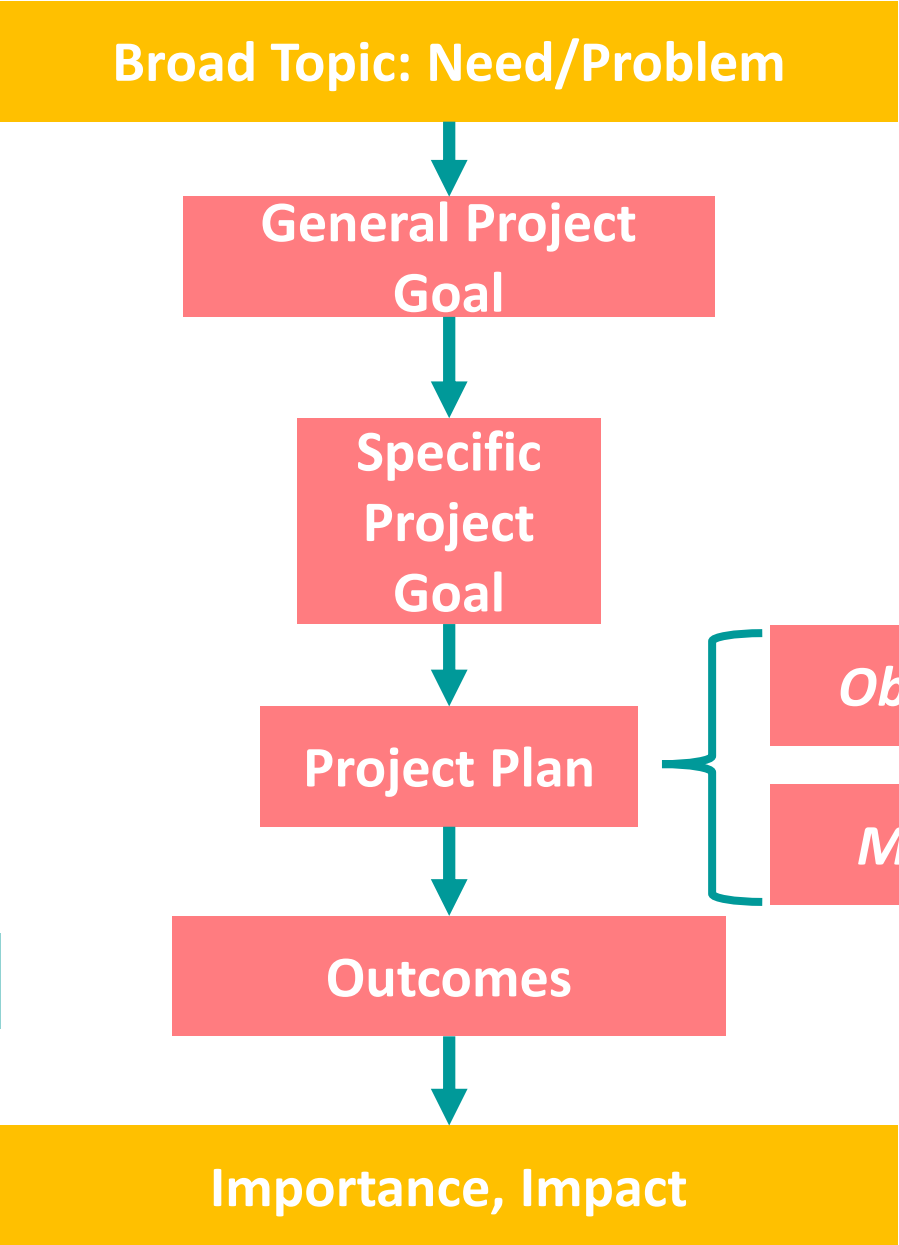 Broad Topic: Need/Problem
General Project
Goal
Specific
Project
Goal
Project Plan
Outcomes
Importance, Impact